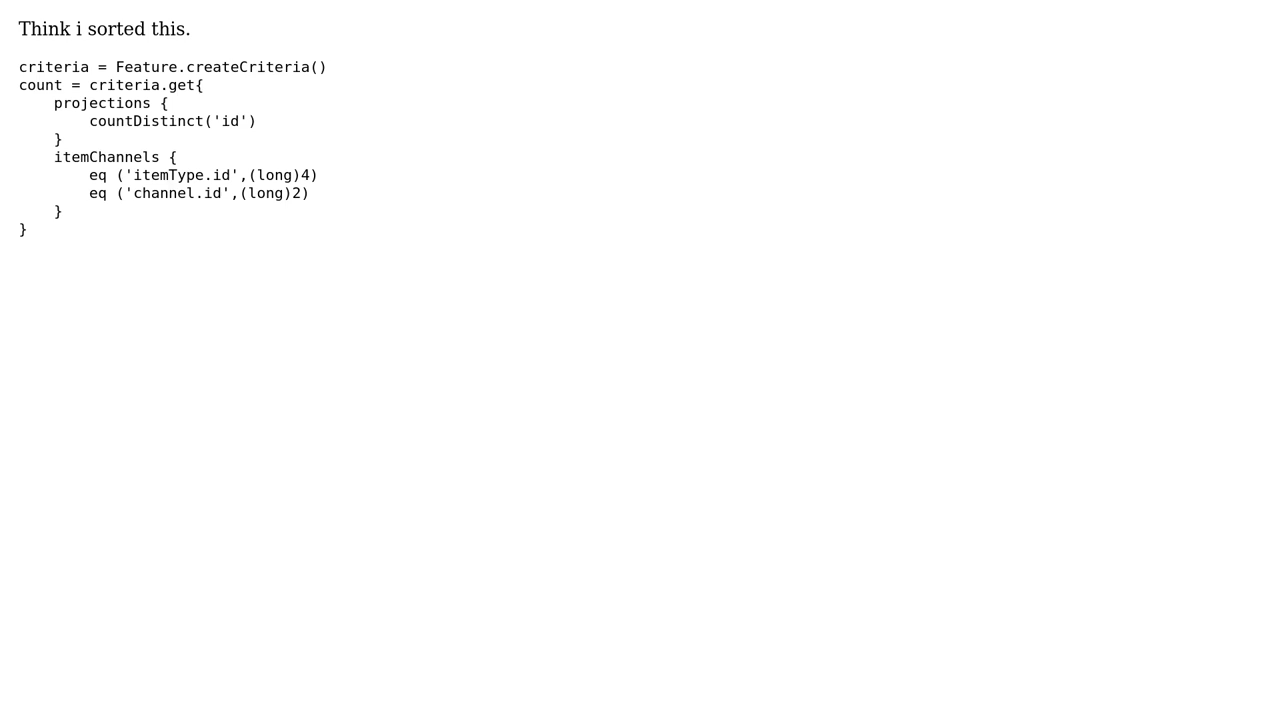 Think i sorted this.
criteria = Feature.createCriteria()
count = criteria.get{
    projections {
        countDistinct('id')
    }
    itemChannels {
        eq ('itemType.id',(long)4)
        eq ('channel.id',(long)2)
    }
}